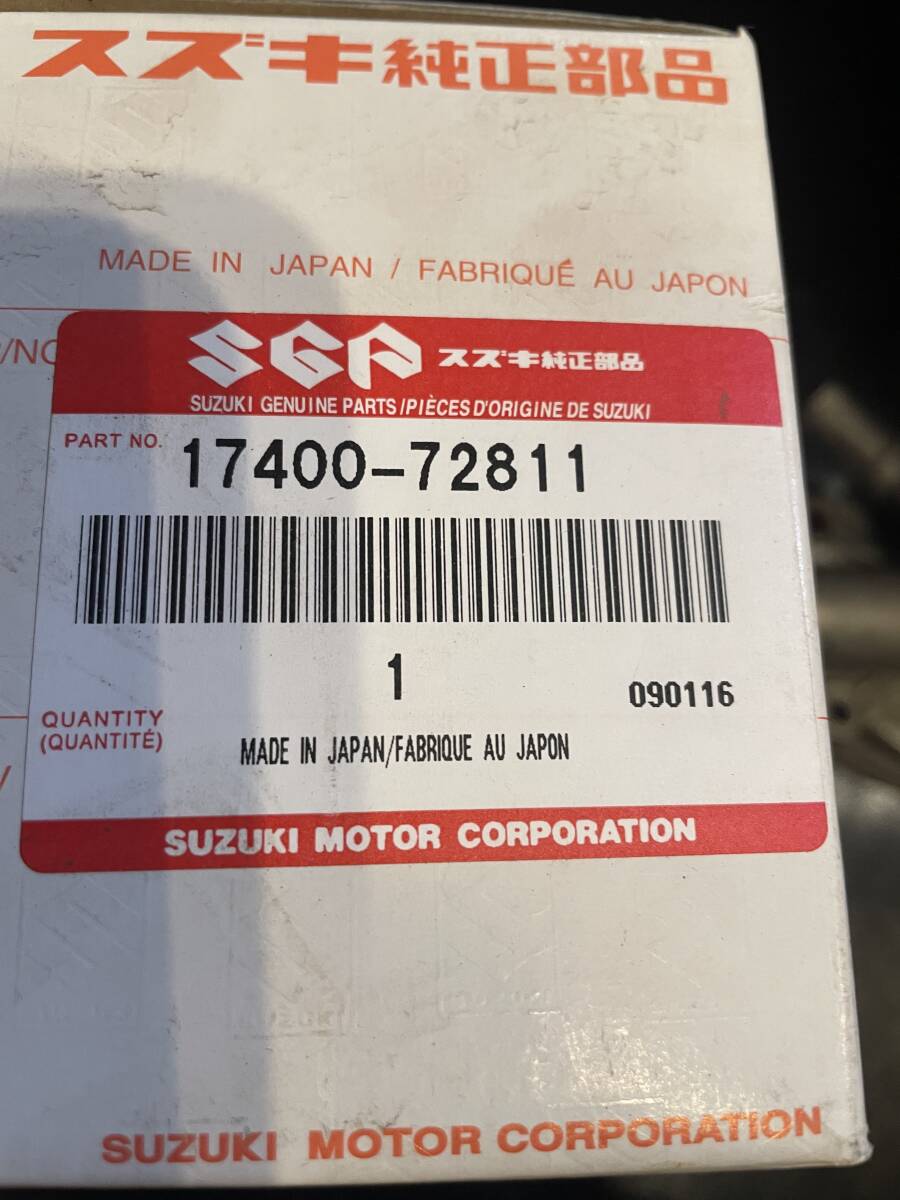 スズキ純正部品
MADE IN JAPAN / FABRIQUÉ AU JAPON
/NO
SGP スズキ純正部品
SUZUKI GENUINE PARTS/PIÈCES D'ORIGINE DE SUZUKI
PART NO. 17400-72811
1
090116
QUANTITY
(QUANTITÉ)
MADE IN JAPAN/FABRIQUE AU JAPON
SUZUKI MOTOR CORPORATION
SUZUKI MOTOR CORPORATION